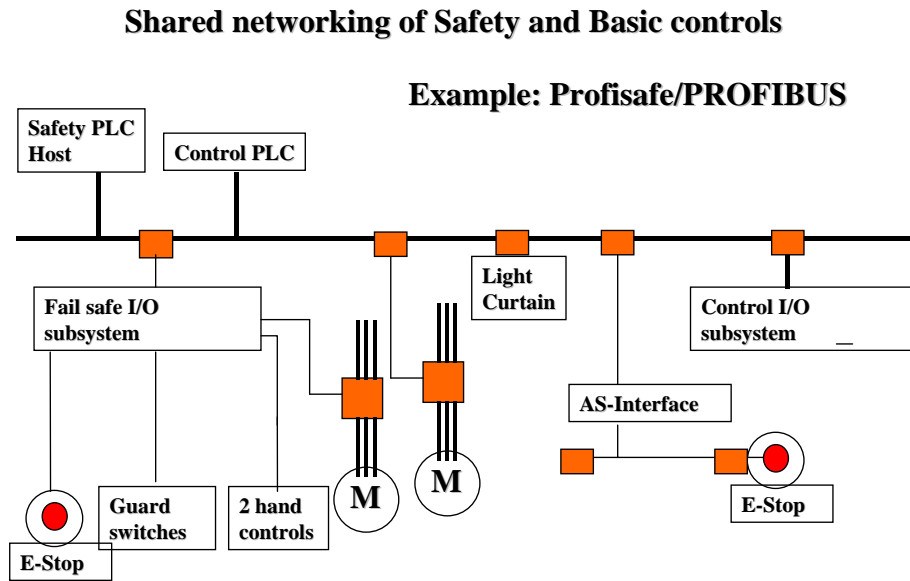 Shared networking of Safety and Basic controls
Example: Profisafe/PROFIBUS
Safety PLC
Host
Control PLC
Light
Curtain
Fail safe I/O
subsystem
Control I/O
subsystem _
AS-Interface
M
M
Guard
switches
2 hand
controls
E-Stop
E-Stop